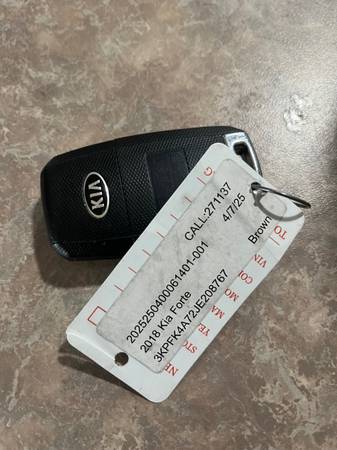 KIA
CALL:271137
4/7/25
2025250400061401-001
2018 Kia Forte
Brown
3KPFK4A72JE208767